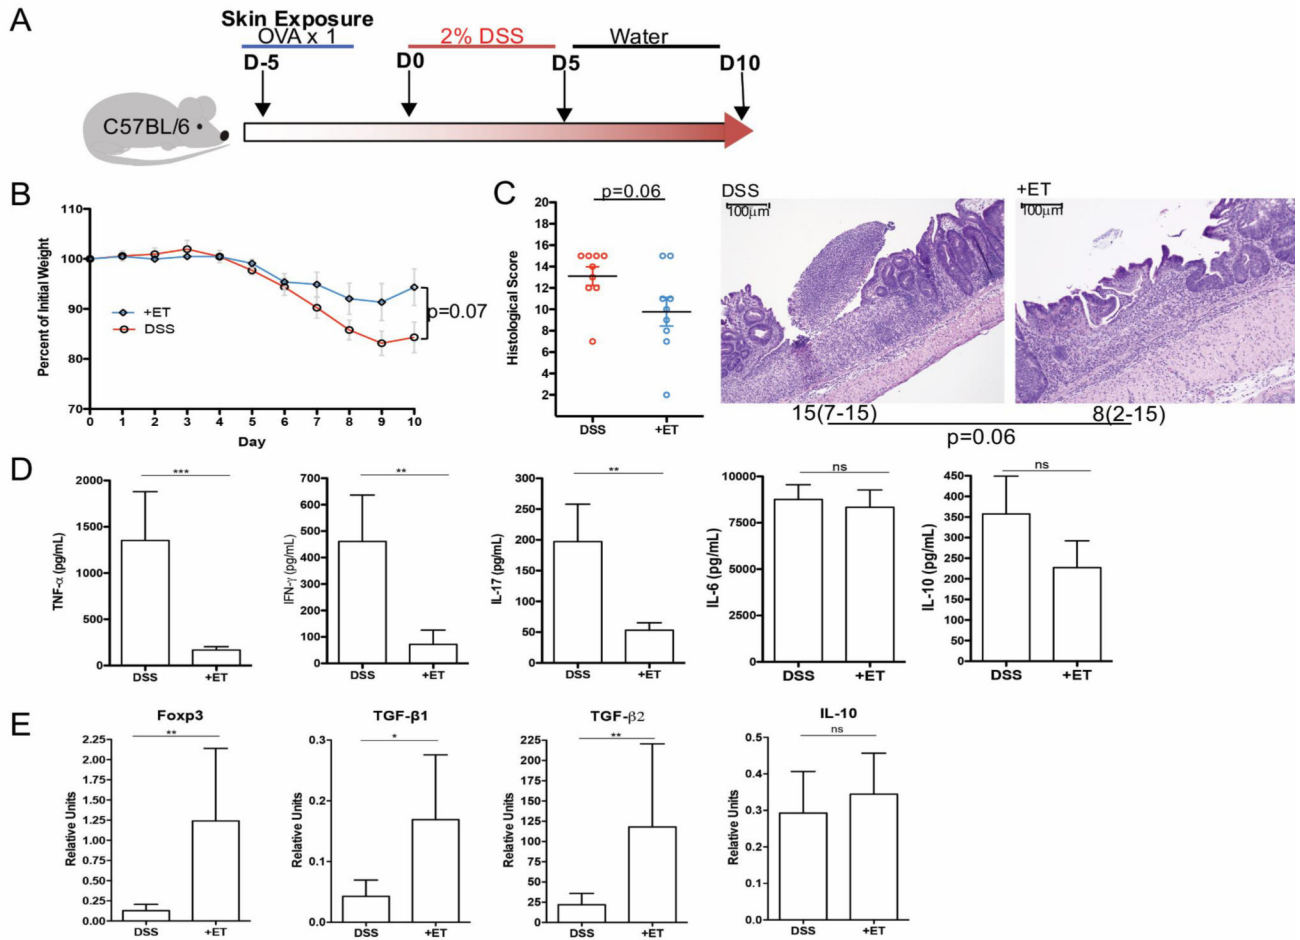 A
Skin Exposure
OVA x 1
2% DSS
Water
D-5
D0
D5
D10
C57BL/6
B
110
100
90
80
70
Percent of Initial Weight
+ET
DSS
p=0.07
0 1 2 3 4 5 6 7 8 9 10
Day
C
p=0.06
20
18
16
14
12
10
8
6
4
2
Histological Score
DSS +ET
DSS
100μm
+ET
100μm
15(7-15)
8(2-15)
p=0.06
D
***
2000
1500
1000
500
0
TNF-α (pg/mL)
DSS +ET
**
700
600
500
400
300
200
100
0
IFN-γ (pg/mL)
DSS +ET
**
300
250
200
150
100
50
0
IL-17 (pg/mL)
DSS +ET
ns
10000
7500
5000
2500
0
IL-6 (pg/mL)
DSS +ET
ns
450
400
350
300
250
200
150
100
50
0
IL-10 (pg/mL)
DSS +ET
E
Foxp3
**
2.25
2.00
1.75
1.50
1.25
1.00
0.75
0.50
0.25
0.00
Relative Units
DSS +ET
TGF-β1
*
0.3
0.2
0.1
0.0
Relative Units
DSS +ET
TGF-β2
**
225
200
175
150
125
100
75
50
25
0
Relative Units
DSS +ET
IL-10
ns
0.5
0.4
0.3
0.2
0.1
0.0
Relative Units
DSS +ET